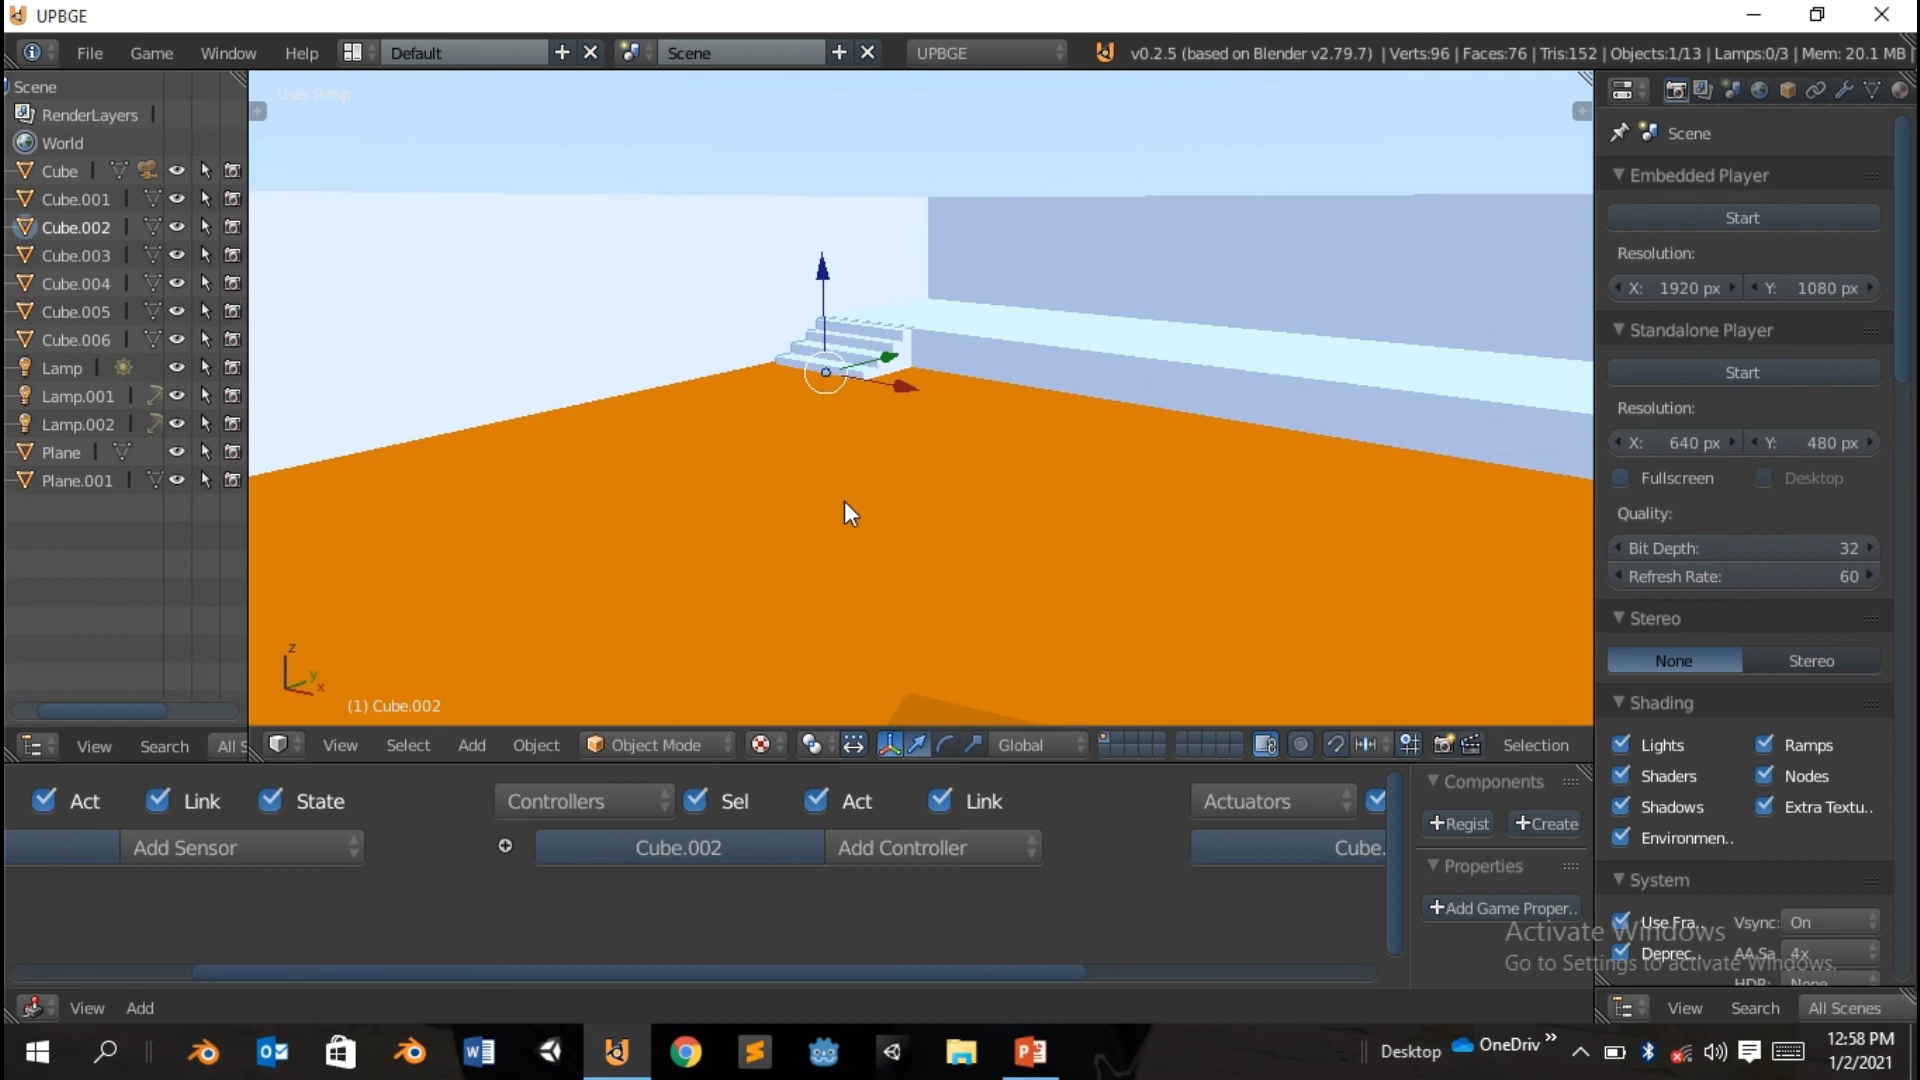 UPBGE
File Game Window Help Default Scene UPBGE v0.2.5 (based on Blender v2.79.7) | Verts:96 | Faces:76 | Tris:152 | Objects:1/13 | Lamps:0/3 | Mem: 20.1 MB |
Scene
RenderLayers
World
Cube
Cube.001
Cube.002
Cube.003
Cube.004
Cube.005
Cube.006
Lamp
Lamp.001
Lamp.002
Plane
Plane.001
View Search All S
User Persp
z
y
x
(1) Cube.002
View Select Add Object Object Mode Global Selection
Scene
Embedded Player
Start
Resolution:
X: 1920 px Y: 1080 px
Standalone Player
Start
Resolution:
X: 640 px Y: 480 px
Fullscreen Desktop
Quality:
Bit Depth: 32
Refresh Rate: 60
Stereo
None Stereo
Shading
Lights Ramps
Shaders Nodes
Shadows Extra Textu..
Environmen..
System
Use Fra.. Vsync: On
Deprec.. AA Sa 4x
HDR: None
Act Link State Controllers Sel Act Link Actuators
Add Sensor Cube.002 Add Controller Cube.
Components
+Regist +Create
Properties
+Add Game Proper..
Activate Windows
Go to Settings to activate Windows.
View Add
View Search All Scenes
Desktop OneDriv » 12:58 PM
1/2/2021